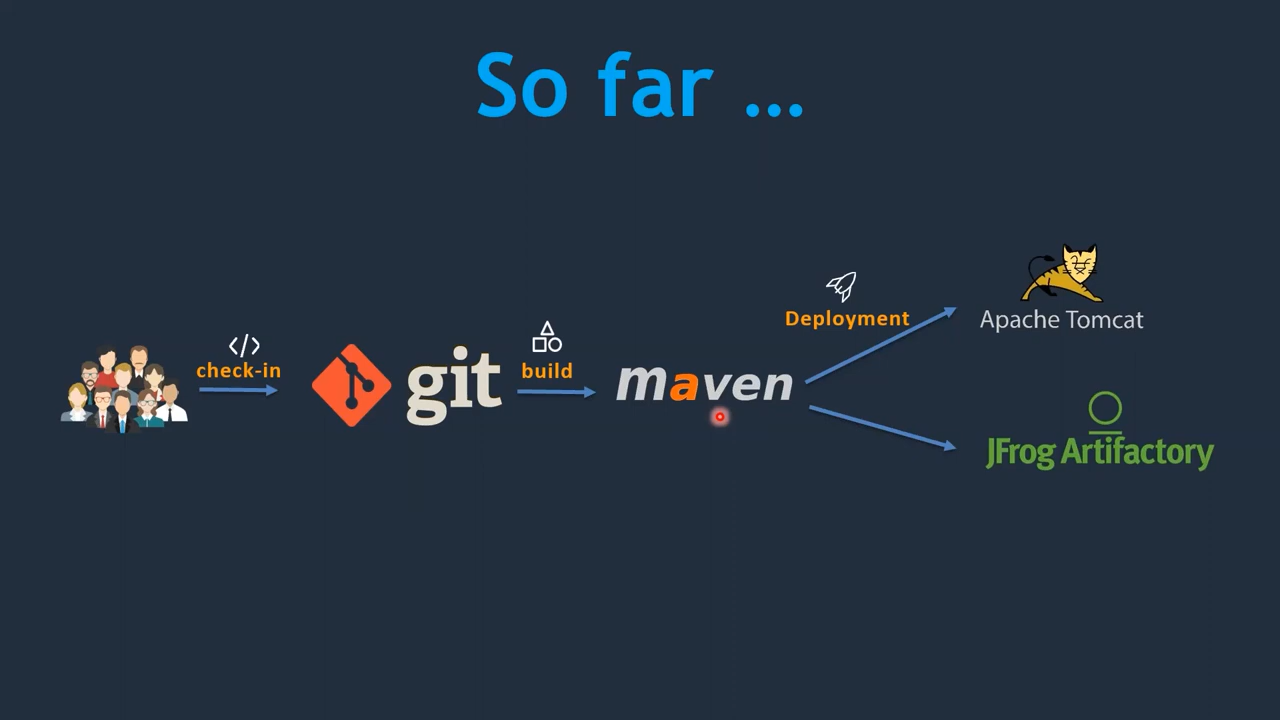 So far ...
check-in
git
build
maven
Deployment
Apache Tomcat
JFrog Artifactory